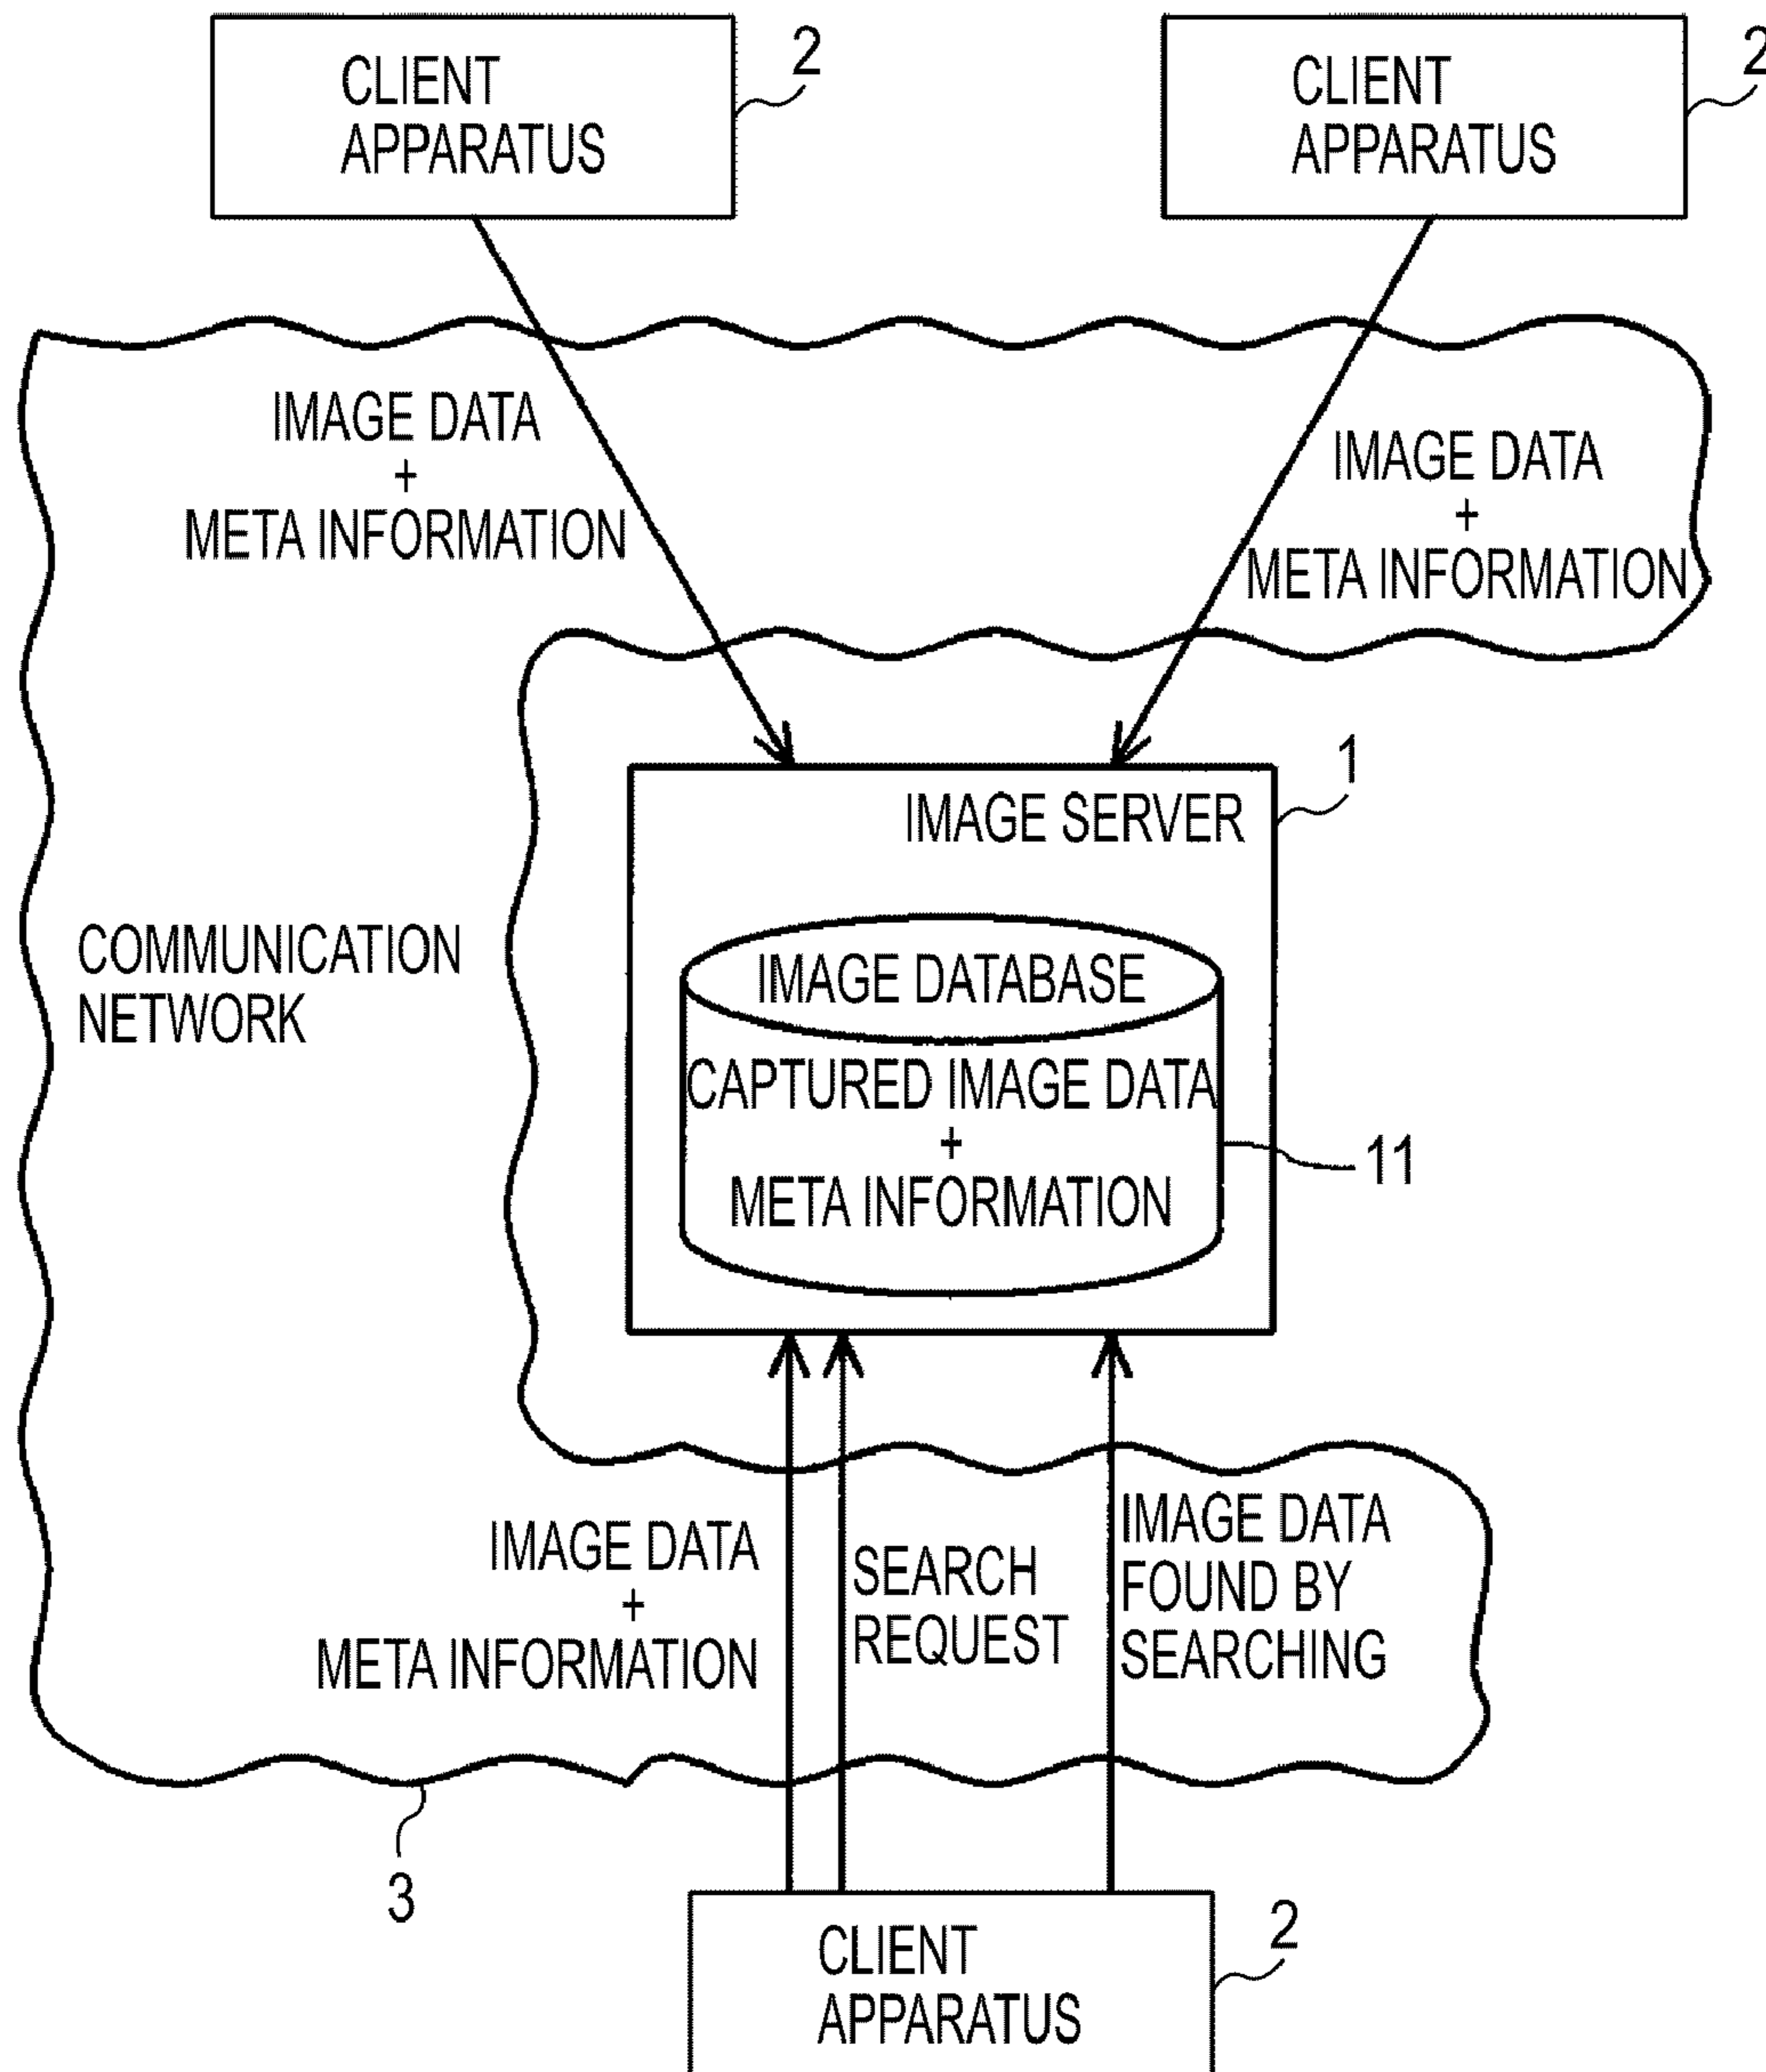 CLIENT
APPARATUS
2
CLIENT
APPARATUS
2
IMAGE DATA
+
META INFORMATION
IMAGE DATA
+
META INFORMATION
1
IMAGE SERVER
COMMUNICATION
NETWORK
IMAGE DATABASE
CAPTURED IMAGE DATA
+
META INFORMATION
11
IMAGE DATA
+
META INFORMATION
SEARCH
REQUEST
IMAGE DATA
FOUND BY
SEARCHING
3
CLIENT
APPARATUS
2